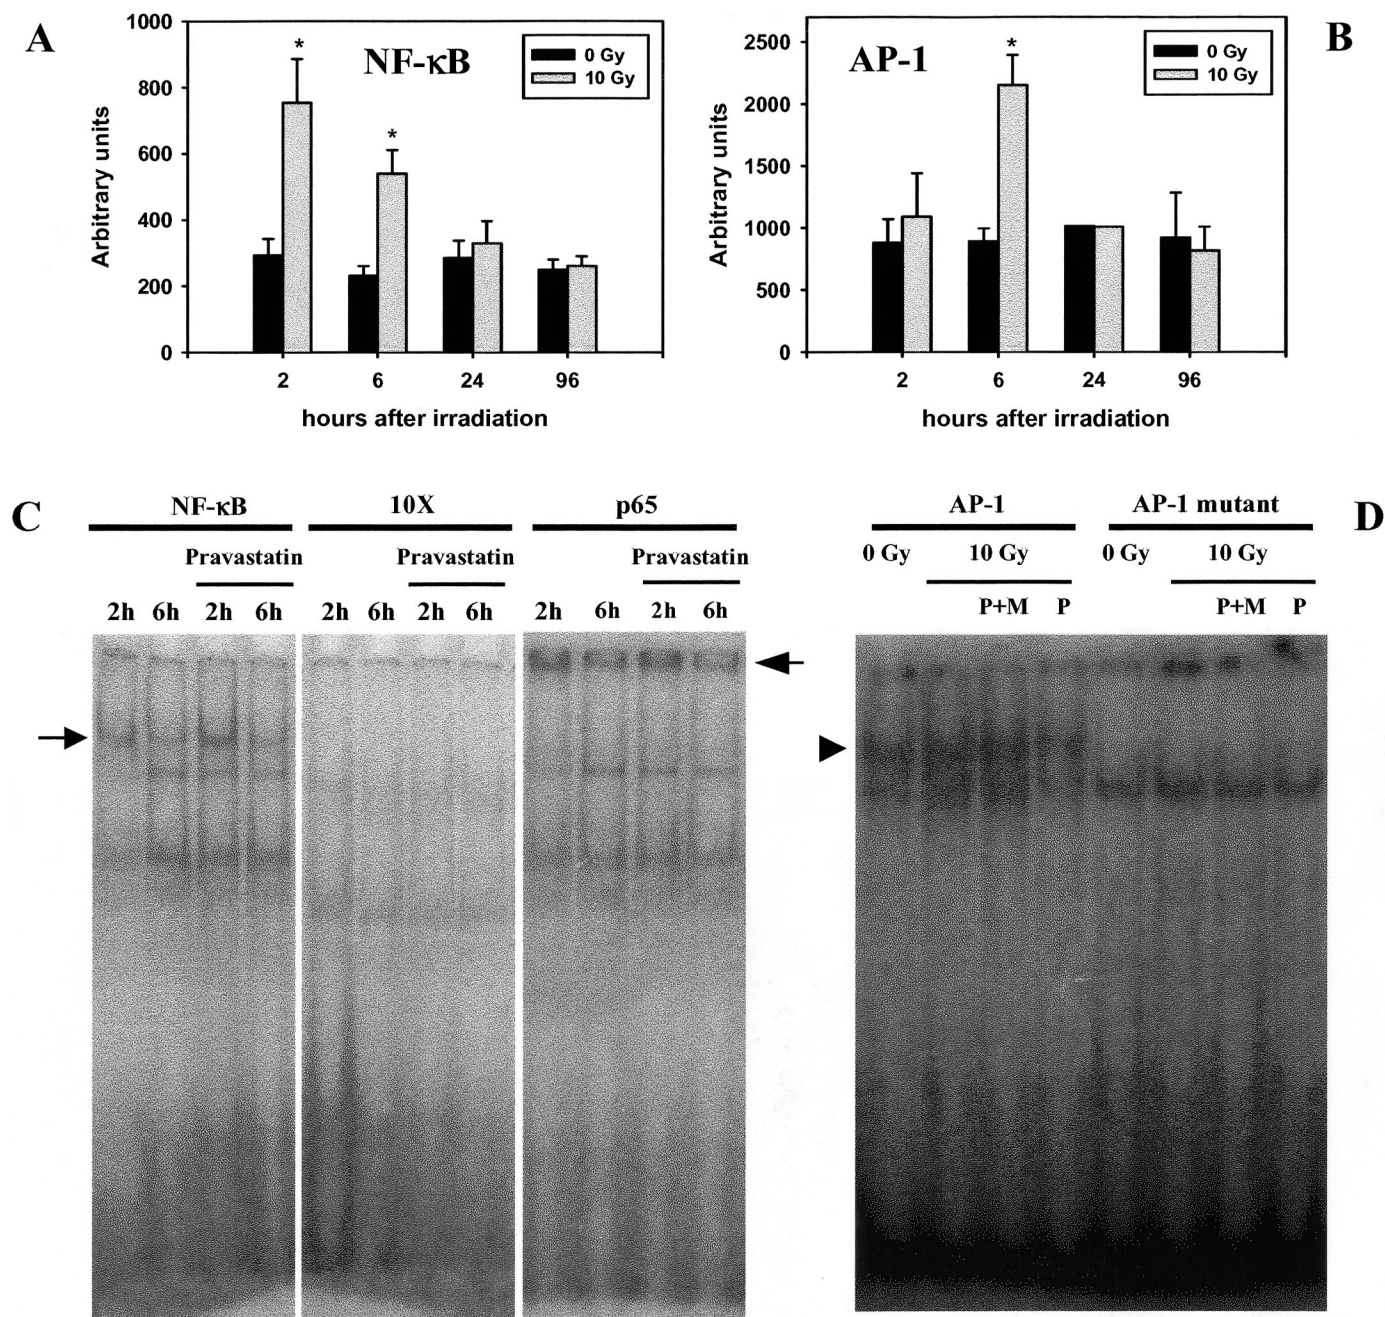 A
NF-κB
0 Gy
10 Gy
1000
800
600
400
200
0
Arbitrary units
*
*
2
6
24
96
hours after irradiation
B
AP-1
0 Gy
10 Gy
2500
2000
1500
1000
500
0
Arbitrary units
*
2
6
24
96
hours after irradiation
C
NF-κB
10X
p65
Pravastatin
Pravastatin
Pravastatin
2h 6h 2h 6h
2h 6h 2h 6h
2h 6h 2h 6h
D
AP-1
AP-1 mutant
0 Gy 10 Gy
0 Gy 10 Gy
P+M P
P+M P